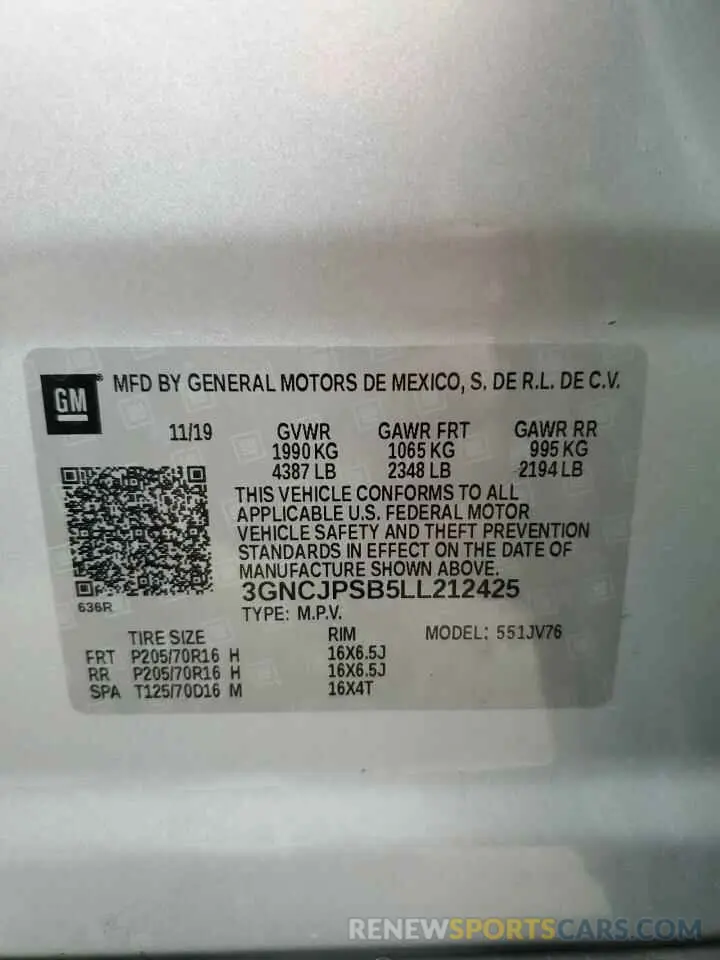 GM ® MFD BY GENERAL MOTORS DE MEXICO, S. DE R.L. DE C.V.
11/19 GVWR GAWR FRT GAWR RR
1990 KG 1065 KG 995 KG
4387 LB 2348 LB 2194 LB
THIS VEHICLE CONFORMS TO ALL
APPLICABLE U.S. FEDERAL MOTOR
VEHICLE SAFETY AND THEFT PREVENTION
STANDARDS IN EFFECT ON THE DATE OF
MANUFACTURE SHOWN ABOVE.
3GNCJPSB5LL212425
636R
TYPE: M.P.V.
TIRE SIZE RIM MODEL: 551JV76
FRT P205/70R16 H 16X6.5J
RR P205/70R16 H 16X6.5J
SPA T125/70D16 M 16X4T
RENEWSPORTSCARS.COM